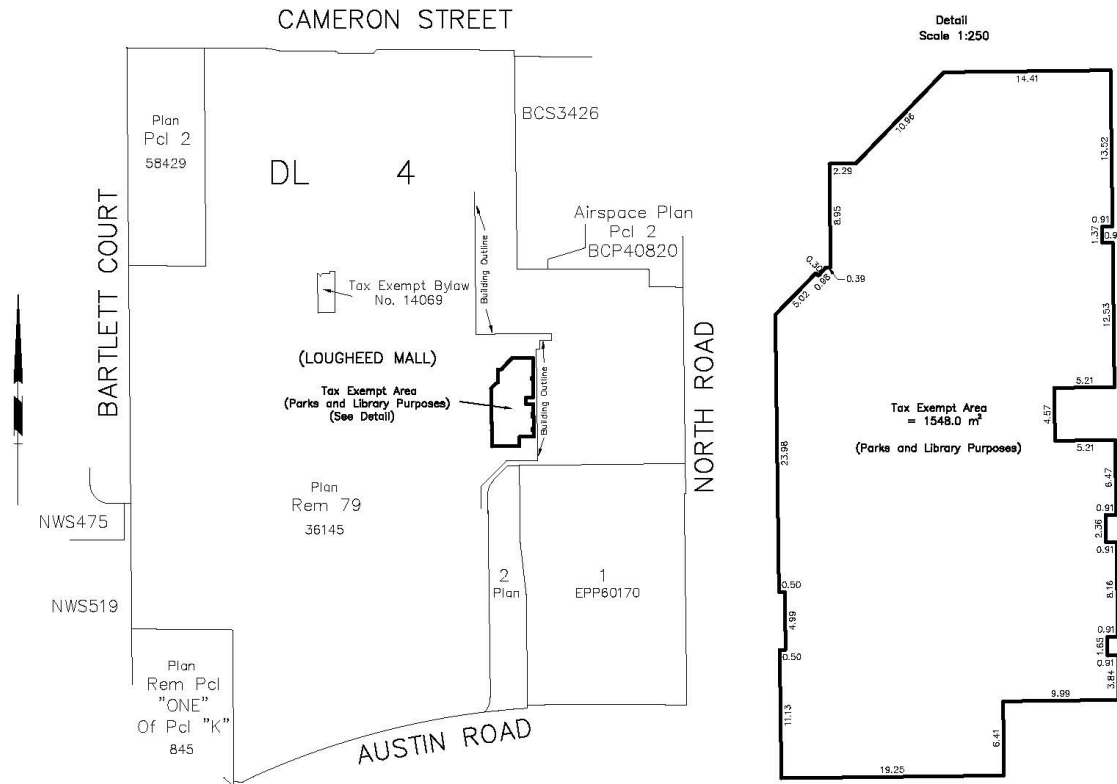 CAMERON STREET
Plan
Pcl 2
58429
DL 4
BCS3426
Airspace Plan
Pcl 2
BCP40820
BARTLETT COURT
Building Outline
Tax Exempt Bylaw
No. 14069
(LOUGHEED MALL)
Tax Exempt Area
(Parks and Library Purposes)
(See Detail)
Building Outline
NORTH ROAD
Plan
Rem 79
36145
NWS475
NWS519
2
Plan
1
EPP60170
Plan
Rem Pcl
"ONE"
Of Pcl "K"
845
AUSTIN ROAD
Detail
Scale 1:250
14.41
10.96
13.52
2.29
8.95
0.91
1.37
0.30
0.98
0.39
5.02
12.53
5.21
4.57
Tax Exempt Area
= 1548.0 m²
(Parks and Library Purposes)
5.21
23.98
6.47
0.91
2.36
0.91
8.16
0.50
4.99
0.50
0.91
1.65
0.91
3.84
9.99
11.13
6.41
19.25